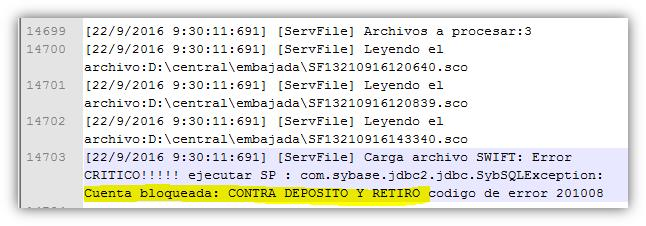 14699 [22/9/2016 9:30:11:691] [ServFile] Archivos a procesar:3
14700 [22/9/2016 9:30:11:691] [ServFile] Leyendo el
archivo:D:\central\embajada\SF13210916120640.sco
14701 [22/9/2016 9:30:11:691] [ServFile] Leyendo el
archivo:D:\central\embajada\SF13210916120839.sco
14702 [22/9/2016 9:30:11:691] [ServFile] Leyendo el
archivo:D:\central\embajada\SF13210916143340.sco
14703 [22/9/2016 9:30:11:691] [ServFile] Carga archivo SWIFT: Error
CRITICO!!!!! ejecutar SP : com.sybase.jdbc2.jdbc.SybSQLException:
Cuenta bloqueada: CONTRA DEPOSITO Y RETIRO codigo de error 201008